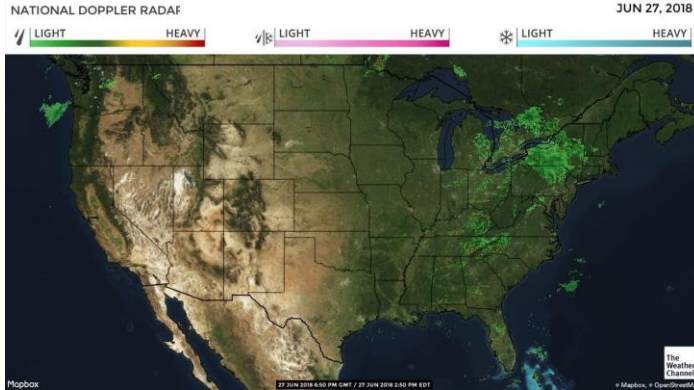 NATIONAL DOPPLER RADAR
JUN 27, 2018
LIGHT HEAVY
LIGHT HEAVY
LIGHT HEAVY
The
Weather
Channel
Mapbox
27 JUN 2018 6:50 PM GMT / 27 JUN 2018 2:50 PM EDT
© Mapbox, © OpenStreetM